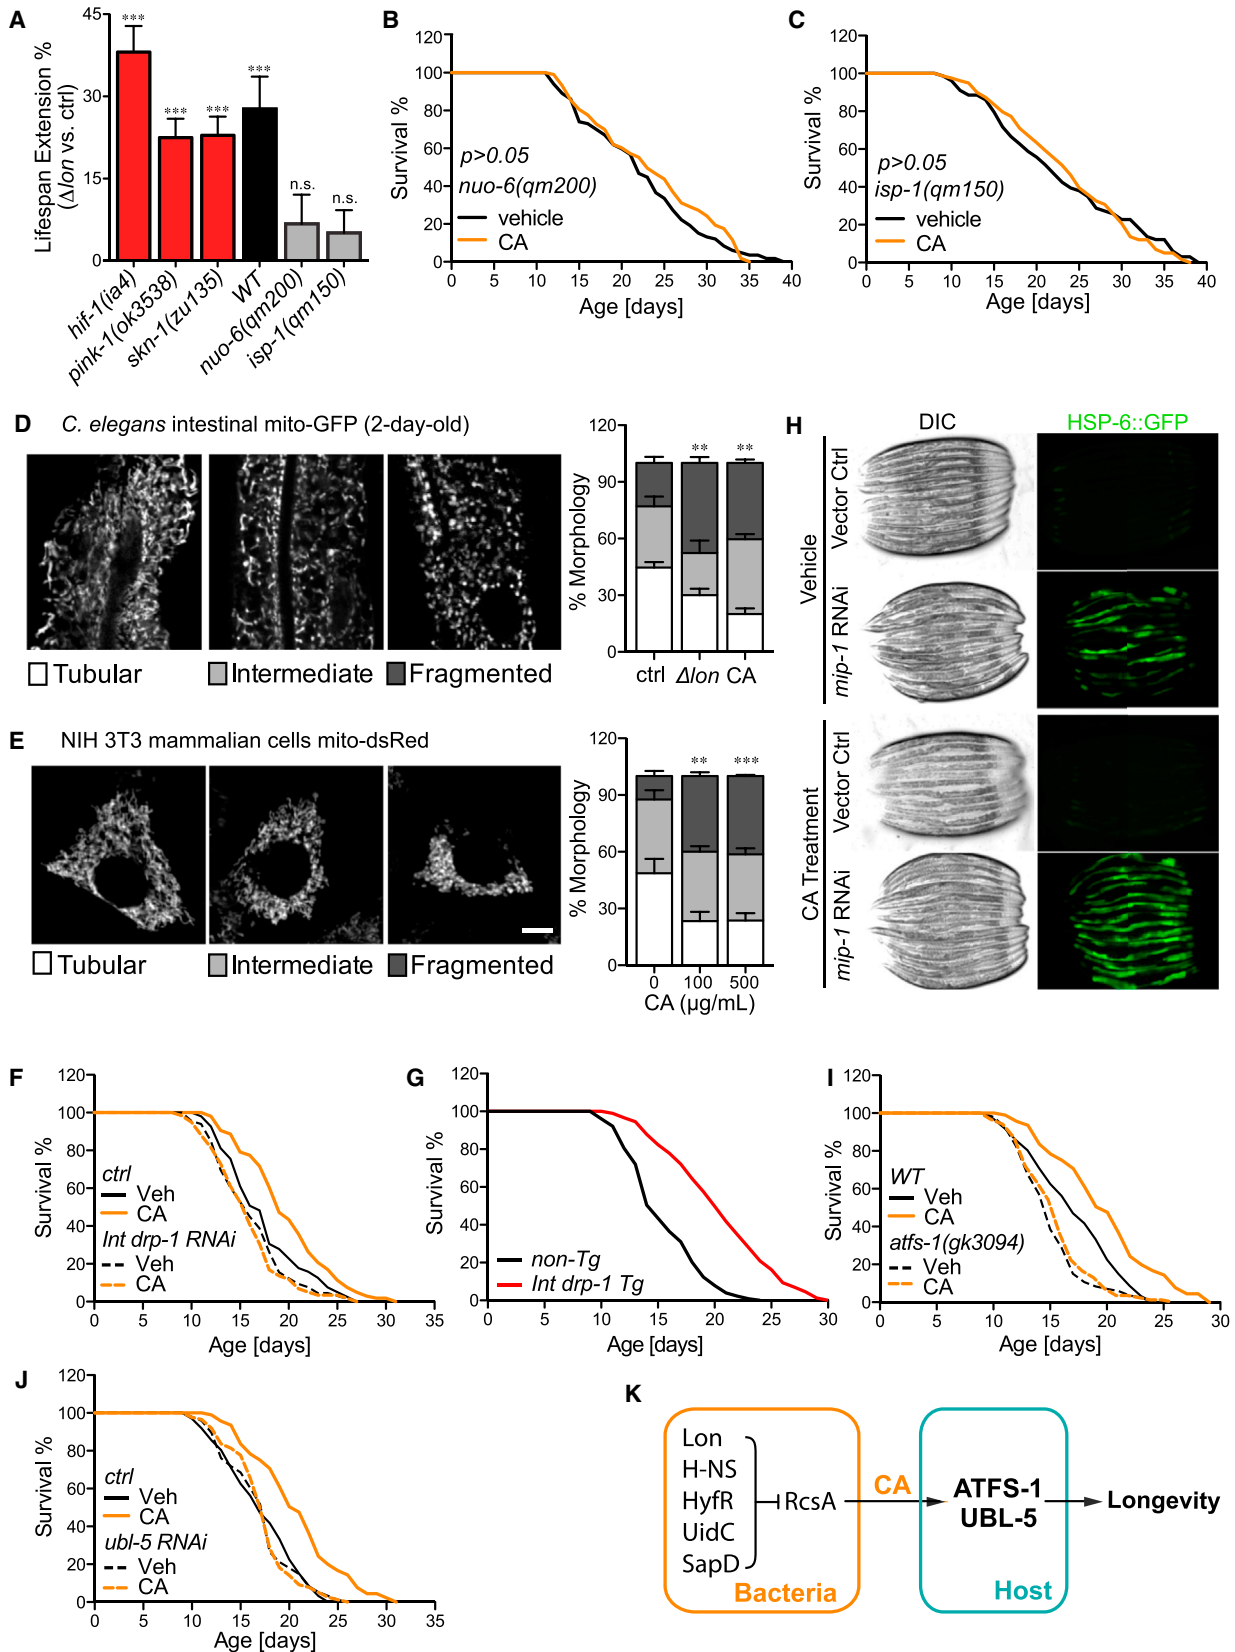 A
Lifespan Extension %
(Δlon vs. ctrl)
45
30
15
0
***
***
***
***
n.s.
n.s.
hif-1(ia4)
pink-1(ok3538)
skn-1(zu135)
WT
nuo-6(qm200)
isp-1(qm150)
B
Survival %
120
100
80
60
40
20
0
p>0.05
nuo-6(qm200)
vehicle
CA
0 5 10 15 20 25 30 35 40
Age [days]
C
Survival %
120
100
80
60
40
20
0
p>0.05
isp-1(qm150)
vehicle
CA
0 5 10 15 20 25 30 35 40
Age [days]
D C. elegans intestinal mito-GFP (2-day-old)
Tubular Intermediate Fragmented
% Morphology
120
90
60
30
0
** **
ctrl Δlon CA
E NIH 3T3 mammalian cells mito-dsRed
Tubular Intermediate Fragmented
% Morphology
120
90
60
30
0
** ***
0 100 500
CA (µg/mL)
H
DIC HSP-6::GFP
Vehicle
Vector Ctrl
mip-1 RNAi
CA Treatment
Vector Ctrl
mip-1 RNAi
F
Survival %
120
100
80
60
40
20
0
ctrl
Veh
CA
Int drp-1 RNAi
Veh
CA
0 5 10 15 20 25 30 35
Age [days]
G
Survival %
120
100
80
60
40
20
0
non-Tg
Int drp-1 Tg
0 5 10 15 20 25 30
Age [days]
I
Survival %
120
100
80
60
40
20
0
WT
Veh
CA
atfs-1(gk3094)
Veh
CA
0 5 10 15 20 25 30
Age [days]
J
Survival %
120
100
80
60
40
20
0
ctrl
Veh
CA
ubl-5 RNAi
Veh
CA
0 5 10 15 20 25 30 35
Age [days]
K
Lon
H-NS
HyfR
UidC
SapD
RcsA
Bacteria
CA
ATFS-1
UBL-5
Host
Longevity